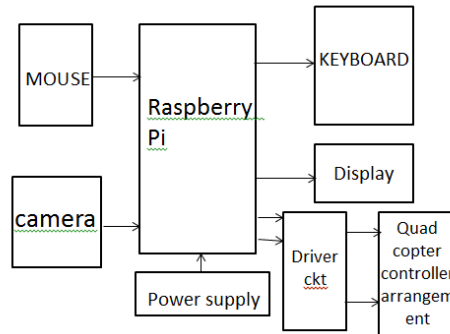 MOUSE
Raspberry
Pi
KEYBOARD
camera
Display
Power supply
Driver
ckt
Quad
copter
controller
arrangem
ent